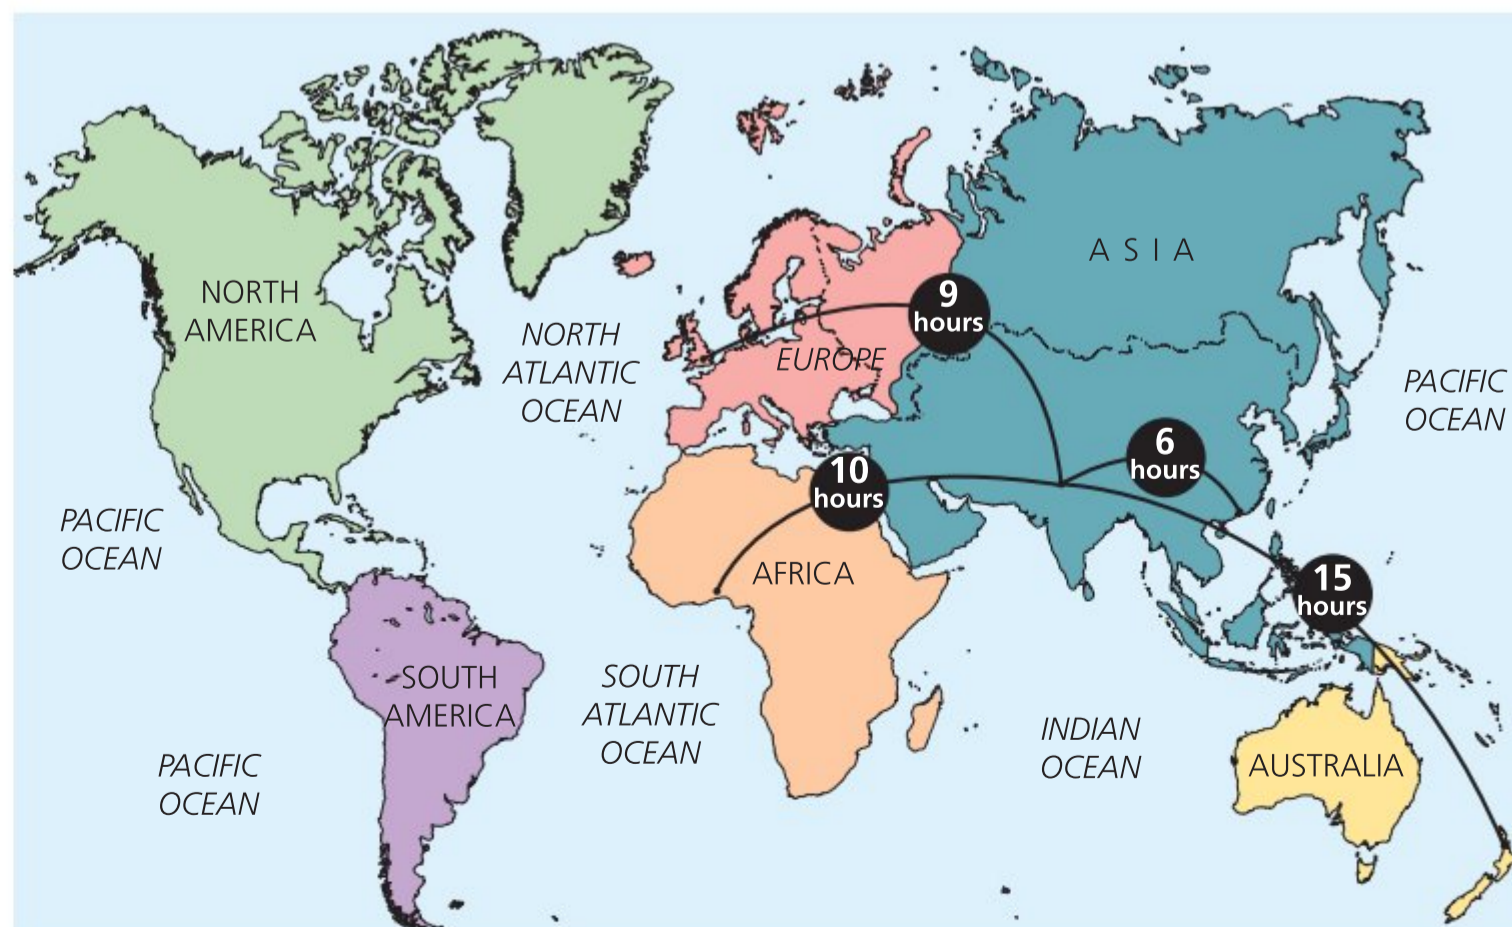 NORTH
AMERICA
NORTH
ATLANTIC
OCEAN
EUROPE
A S I A
PACIFIC
OCEAN
9
hours
6
hours
10
hours
15
hours
PACIFIC
OCEAN
AFRICA
SOUTH
AMERICA
SOUTH
ATLANTIC
OCEAN
INDIAN
OCEAN
AUSTRALIA
PACIFIC
OCEAN